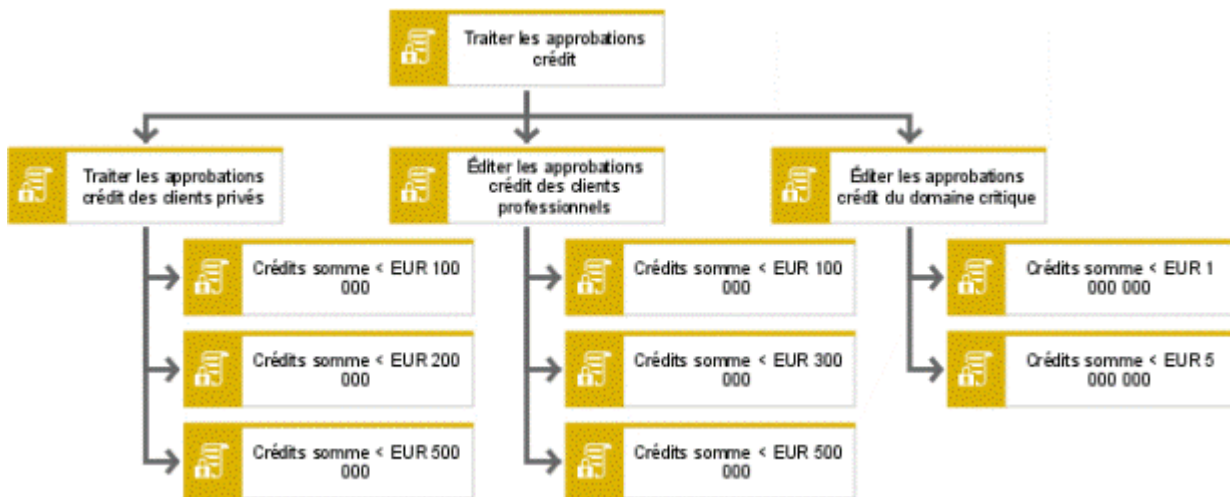 Traiter les approbations
crédit
Traiter les approbations
crédit des clients privés
Éditer les approbations
crédit des clients
professionnels
Éditer les approbations
crédit du domaine critique
Crédits somme < EUR 100
000
Crédits somme < EUR 100
000
Crédits somme < EUR 1
000 000
Crédits somme < EUR 200
000
Crédits somme < EUR 300
000
Crédits somme < EUR 5
000 000
Crédits somme < EUR 500
000
Crédits somme < EUR 500
000